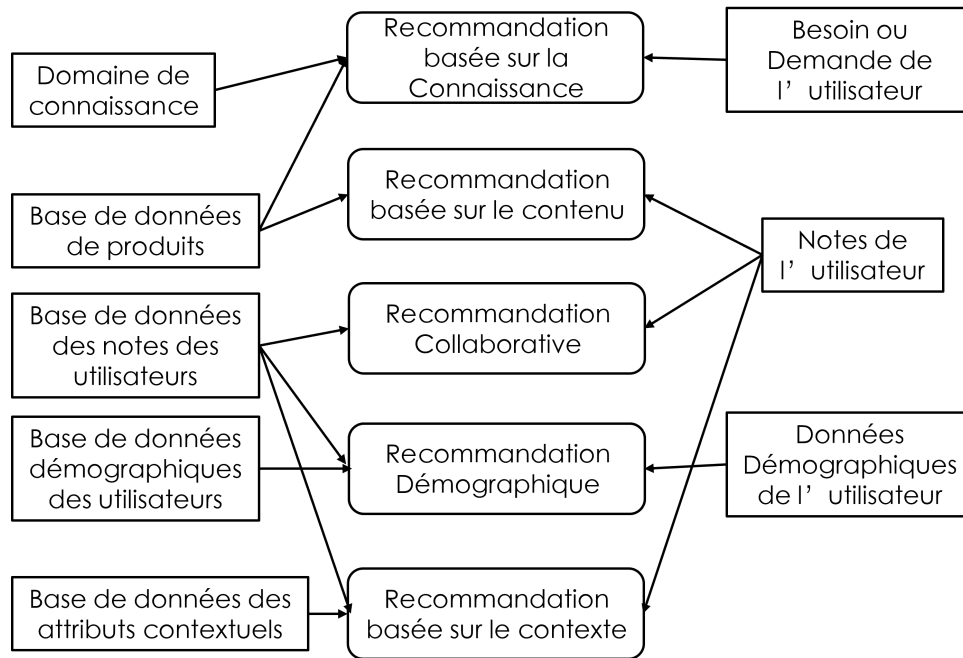 Recommandation
basée sur la
Connaissance
Besoin ou
Demande de
l’ utilisateur
Domaine de
connaissance
Recommandation
basée sur le contenu
Base de données
de produits
Notes de
l’ utilisateur
Base de données
des notes des
utilisateurs
Recommandation
Collaborative
Base de données
démographiques
des utilisateurs
Recommandation
Démographique
Données
Démographiques
de l’ utilisateur
Base de données des
attributs contextuels
Recommandation
basée sur le contexte